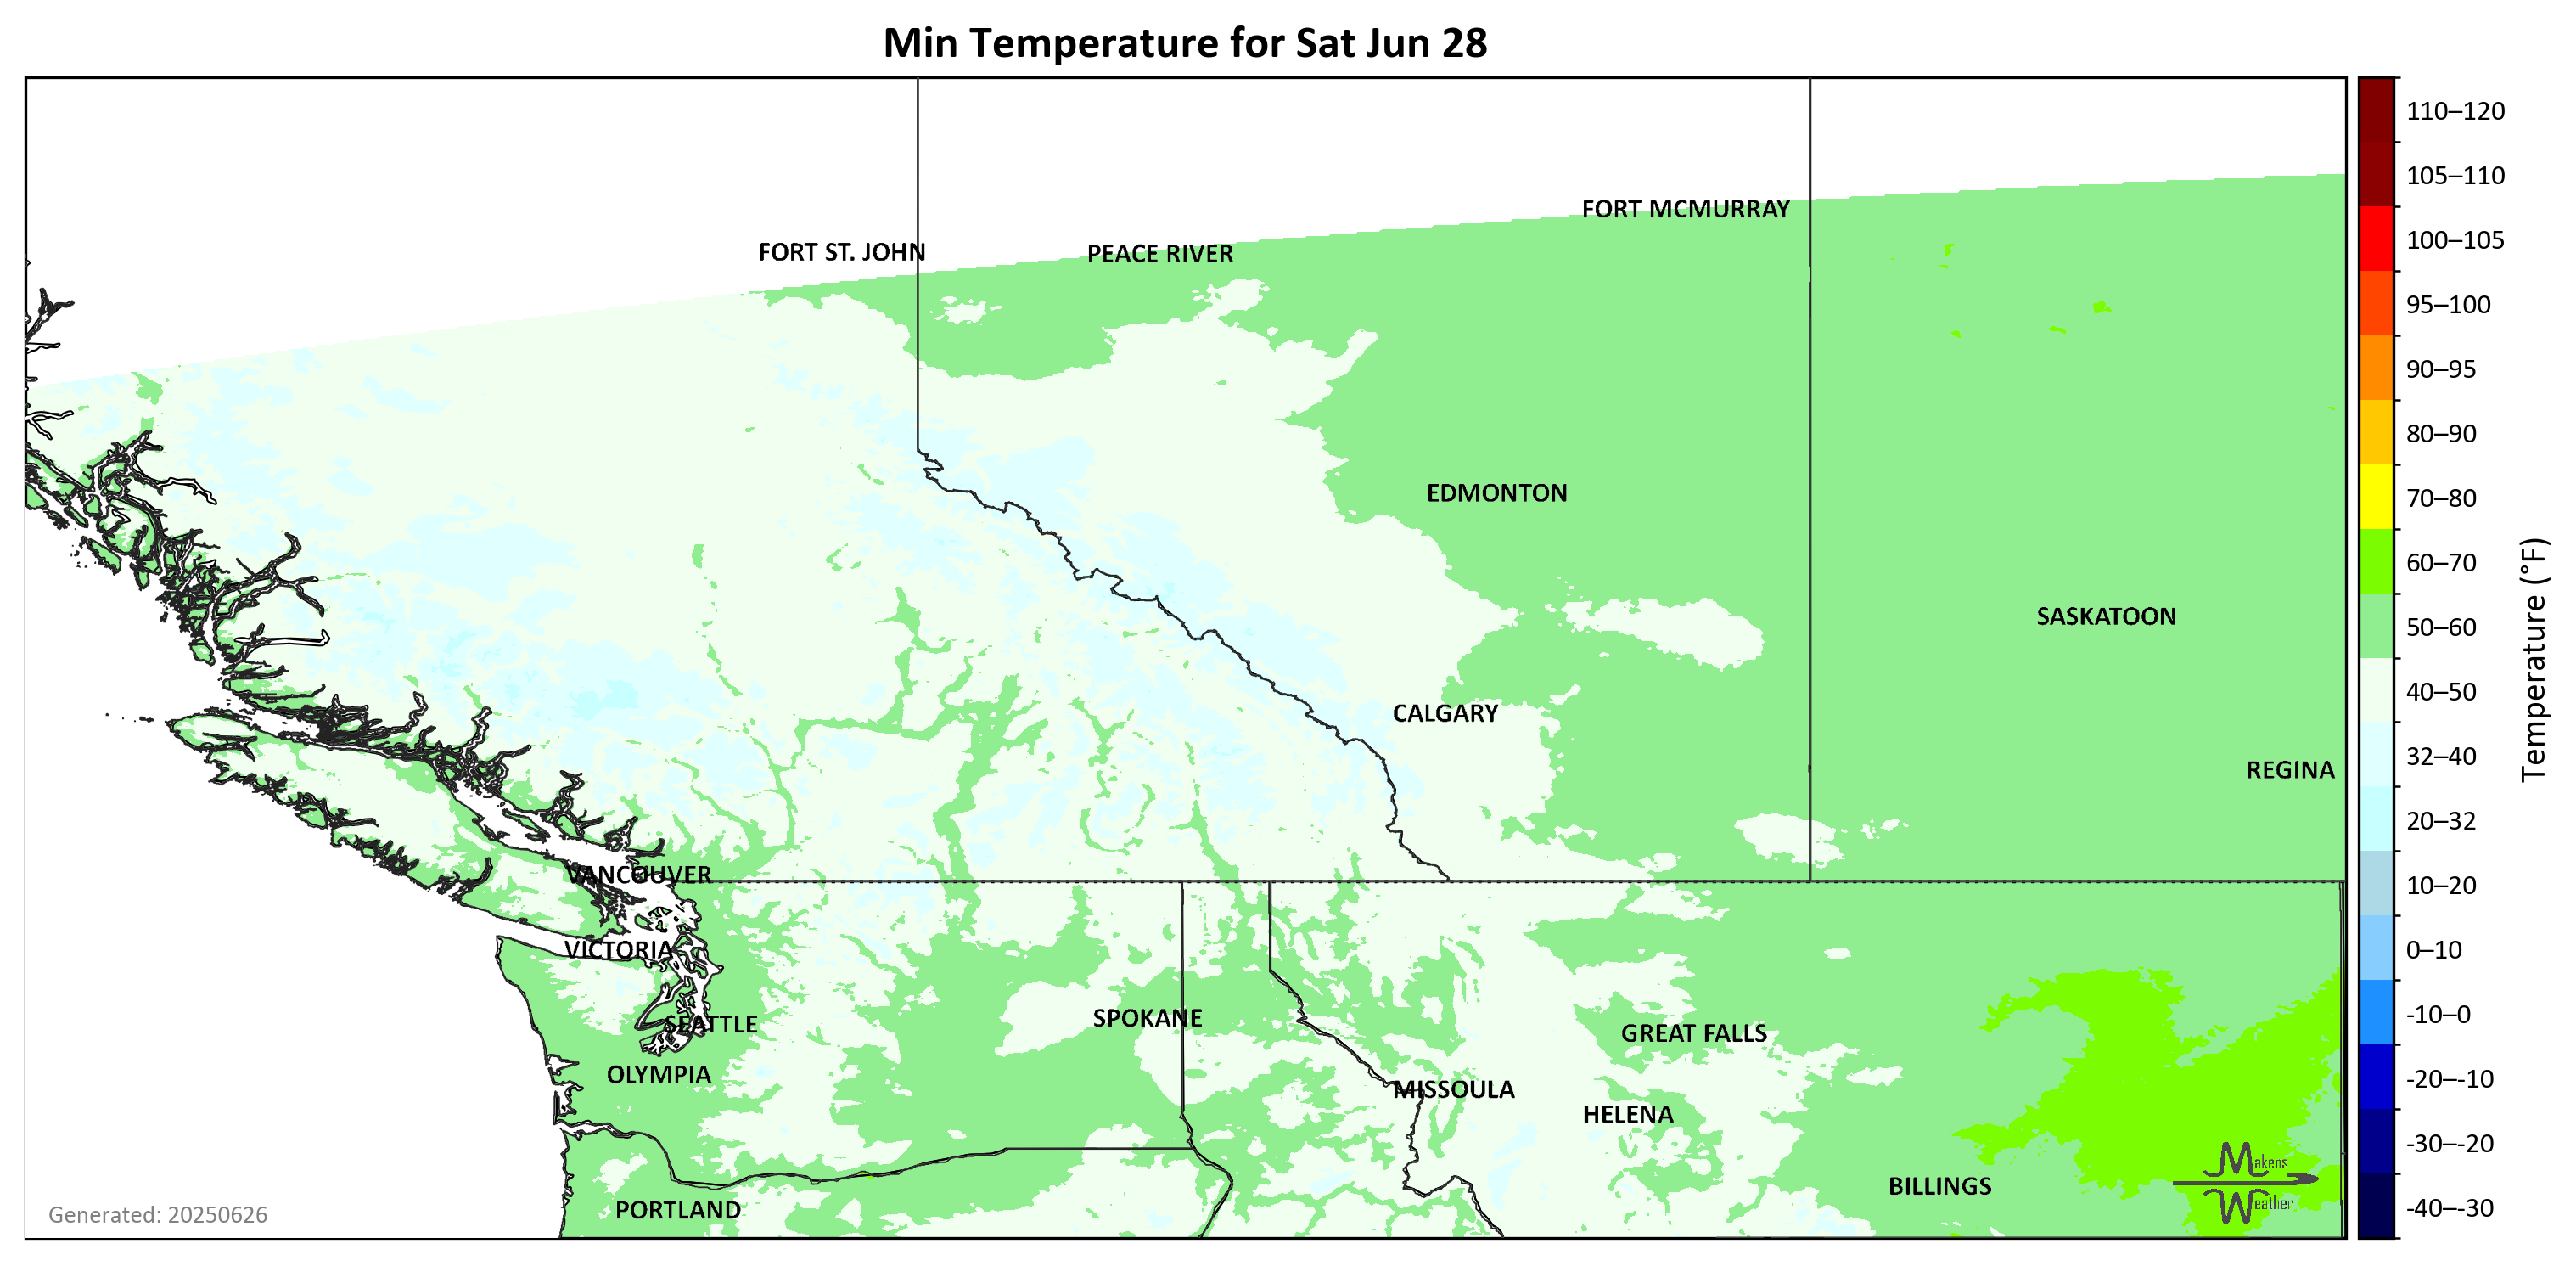 Min Temperature for Sat Jun 28
FORT MCMURRAY
FORT ST. JOHN
PEACE RIVER
EDMONTON
SASKATOON
CALGARY
REGINA
VANCOUVER
VICTORIA
SPOKANE
SEATTLE
GREAT FALLS
OLYMPIA
MISSOULA
HELENA
BILLINGS
PORTLAND
Makens
Weather
Generated: 20250626
110–120
105–110
100–105
95–100
90–95
80–90
70–80
60–70
50–60
40–50
32–40
20–32
10–20
0–10
-10–0
-20–-10
-30–-20
-40–-30
Temperature (°F)